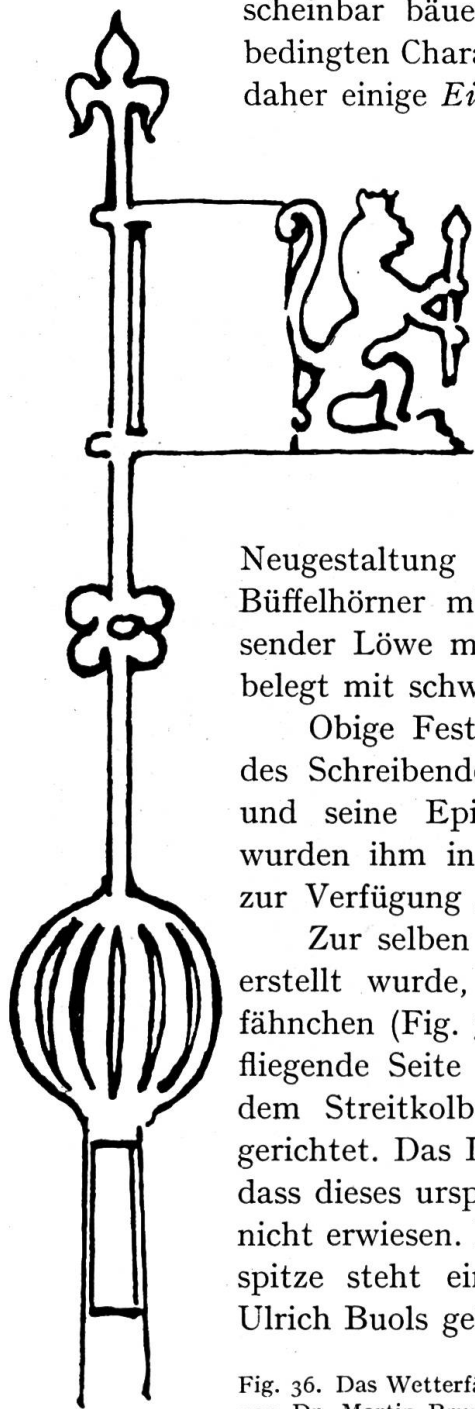 scheinbar bäue
bedingten Chara
daher einige Ei
Neugestaltung
Büffelhörner m
sender Löwe m
belegt mit schw
Obige Fest
des Schreibend
und seine Epi
wurden ihm in
zur Verfügung
Zur selben
erstellt wurde,
fähnchen (Fig.
fliegende Seite
dem Streitkolb
gerichtet. Das
dass dieses ursp
nicht erwiesen.
spitze steht ein
Ulrich Buols ge
Fig. 36. Das Wetterfä